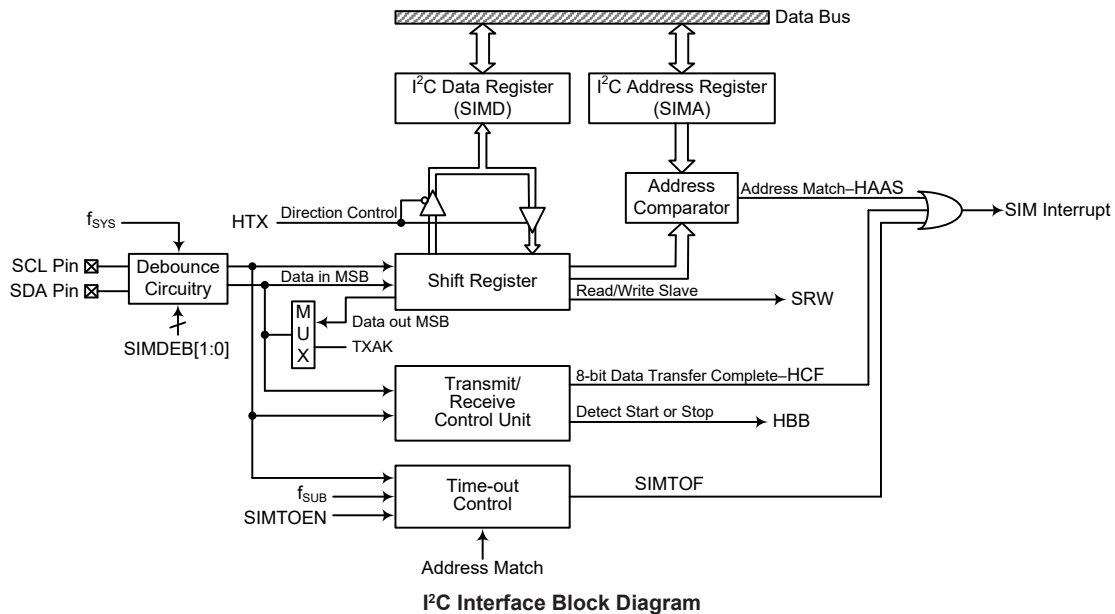 Data Bus
I²C Data Register
(SIMD)
I²C Address Register
(SIMA)
Address
Comparator
Address Match–HAAS
SIM Interrupt
HTX
Direction Control
fSYS
SCL Pin
SDA Pin
Debounce
Circuitry
SIMDEB[1:0]
Data in MSB
Shift Register
Read/Write Slave
SRW
M
U
X
Data out MSB
TXAK
Transmit/
Receive
Control Unit
8-bit Data Transfer Complete–HCF
Detect Start or Stop
HBB
fSUB
SIMTOEN
Time-out
Control
SIMTOF
Address Match
I²C Interface Block Diagram